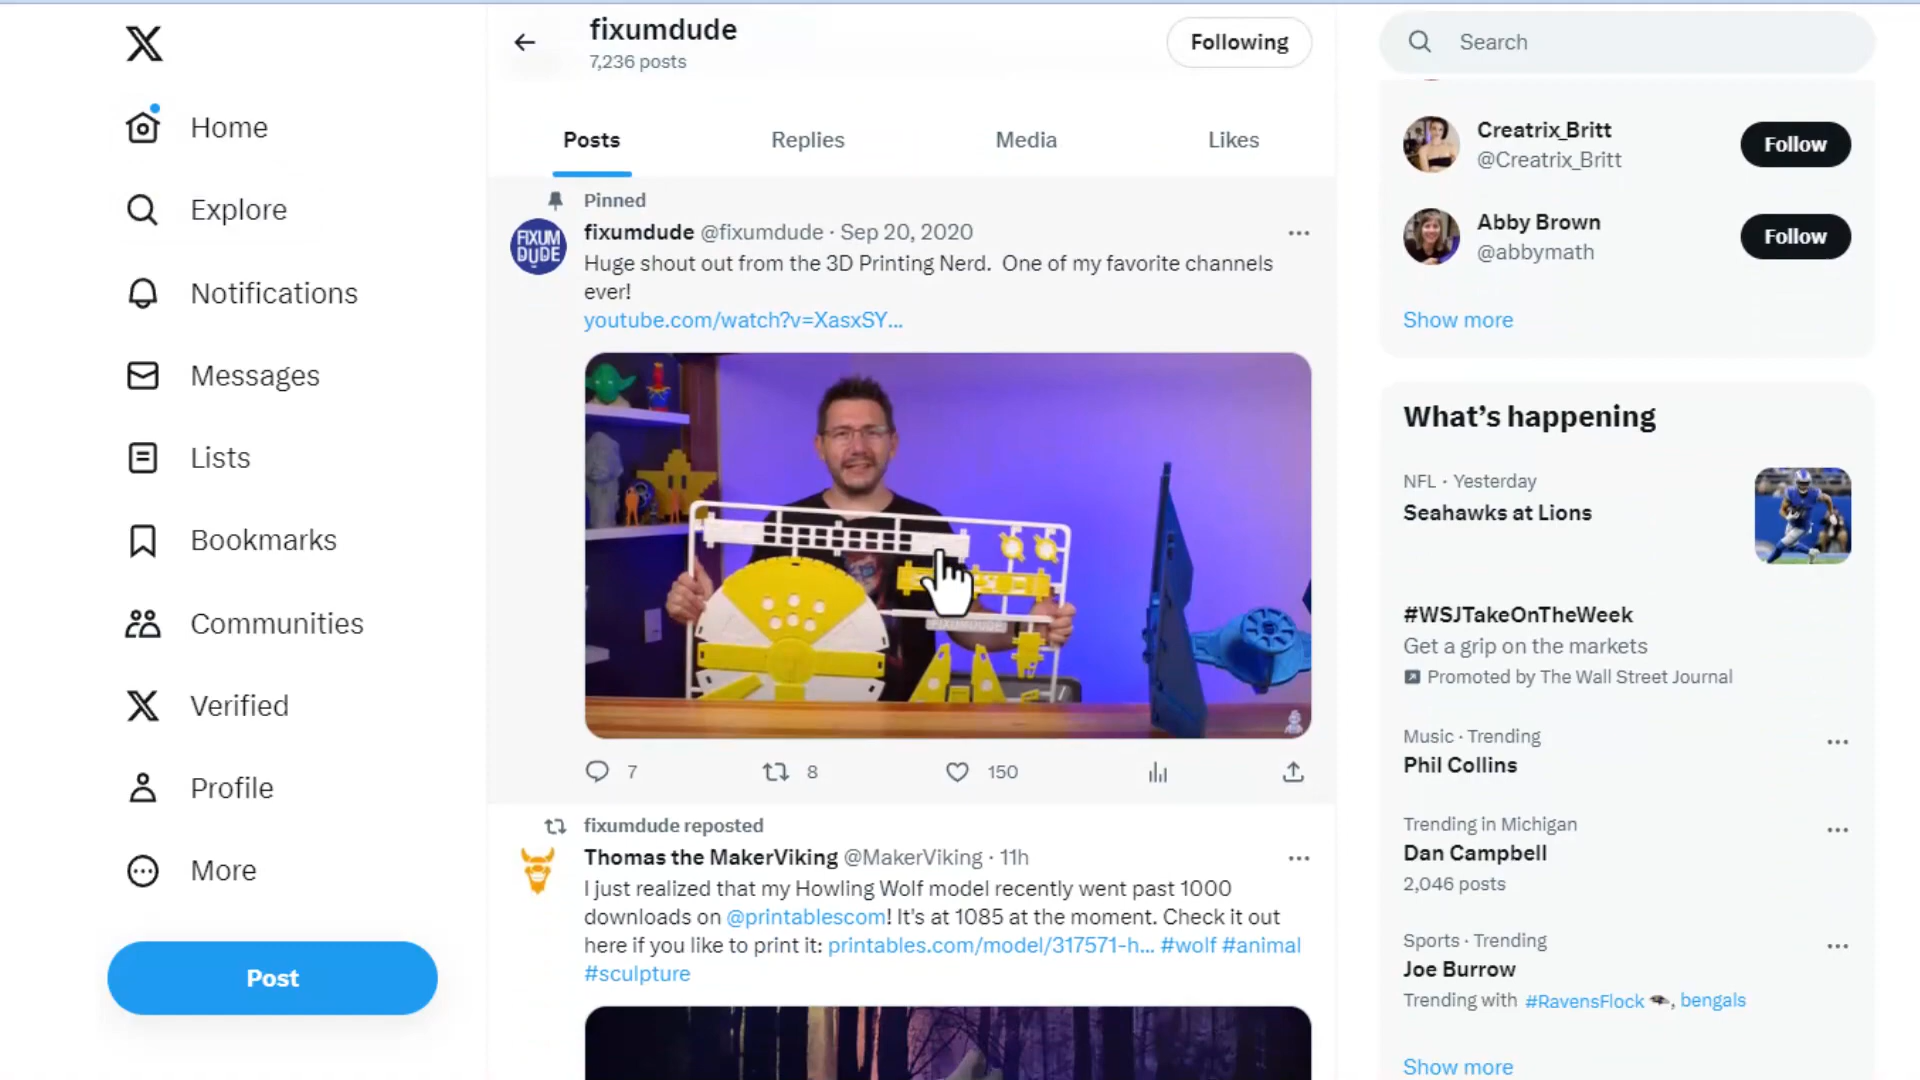 fixumdude
7,236 posts
Following
Search
Home
Explore
Notifications
Messages
Lists
Bookmarks
Communities
Verified
Profile
More
Post
Posts
Replies
Media
Likes
Pinned
FIXUM
DUDE
fixumdude @fixumdude · Sep 20, 2020
Huge shout out from the 3D Printing Nerd. One of my favorite channels
ever!
youtube.com/watch?v=XasxSY...
FIXUMDUDE
7
8
150
fixumdude reposted
Thomas the MakerViking @MakerViking · 11h
I just realized that my Howling Wolf model recently went past 1000
downloads on @printablescom! It's at 1085 at the moment. Check it out
here if you like to print it: printables.com/model/317571-h... #wolf #animal
#sculpture
Creatrix_Britt
@Creatrix_Britt
Follow
Abby Brown
@abbymath
Follow
Show more
What's happening
NFL · Yesterday
Seahawks at Lions
#WSJTakeOnTheWeek
Get a grip on the markets
Promoted by The Wall Street Journal
Music · Trending
Phil Collins
Trending in Michigan
Dan Campbell
2,046 posts
Sports · Trending
Joe Burrow
Trending with #RavensFlock , bengals
Show more